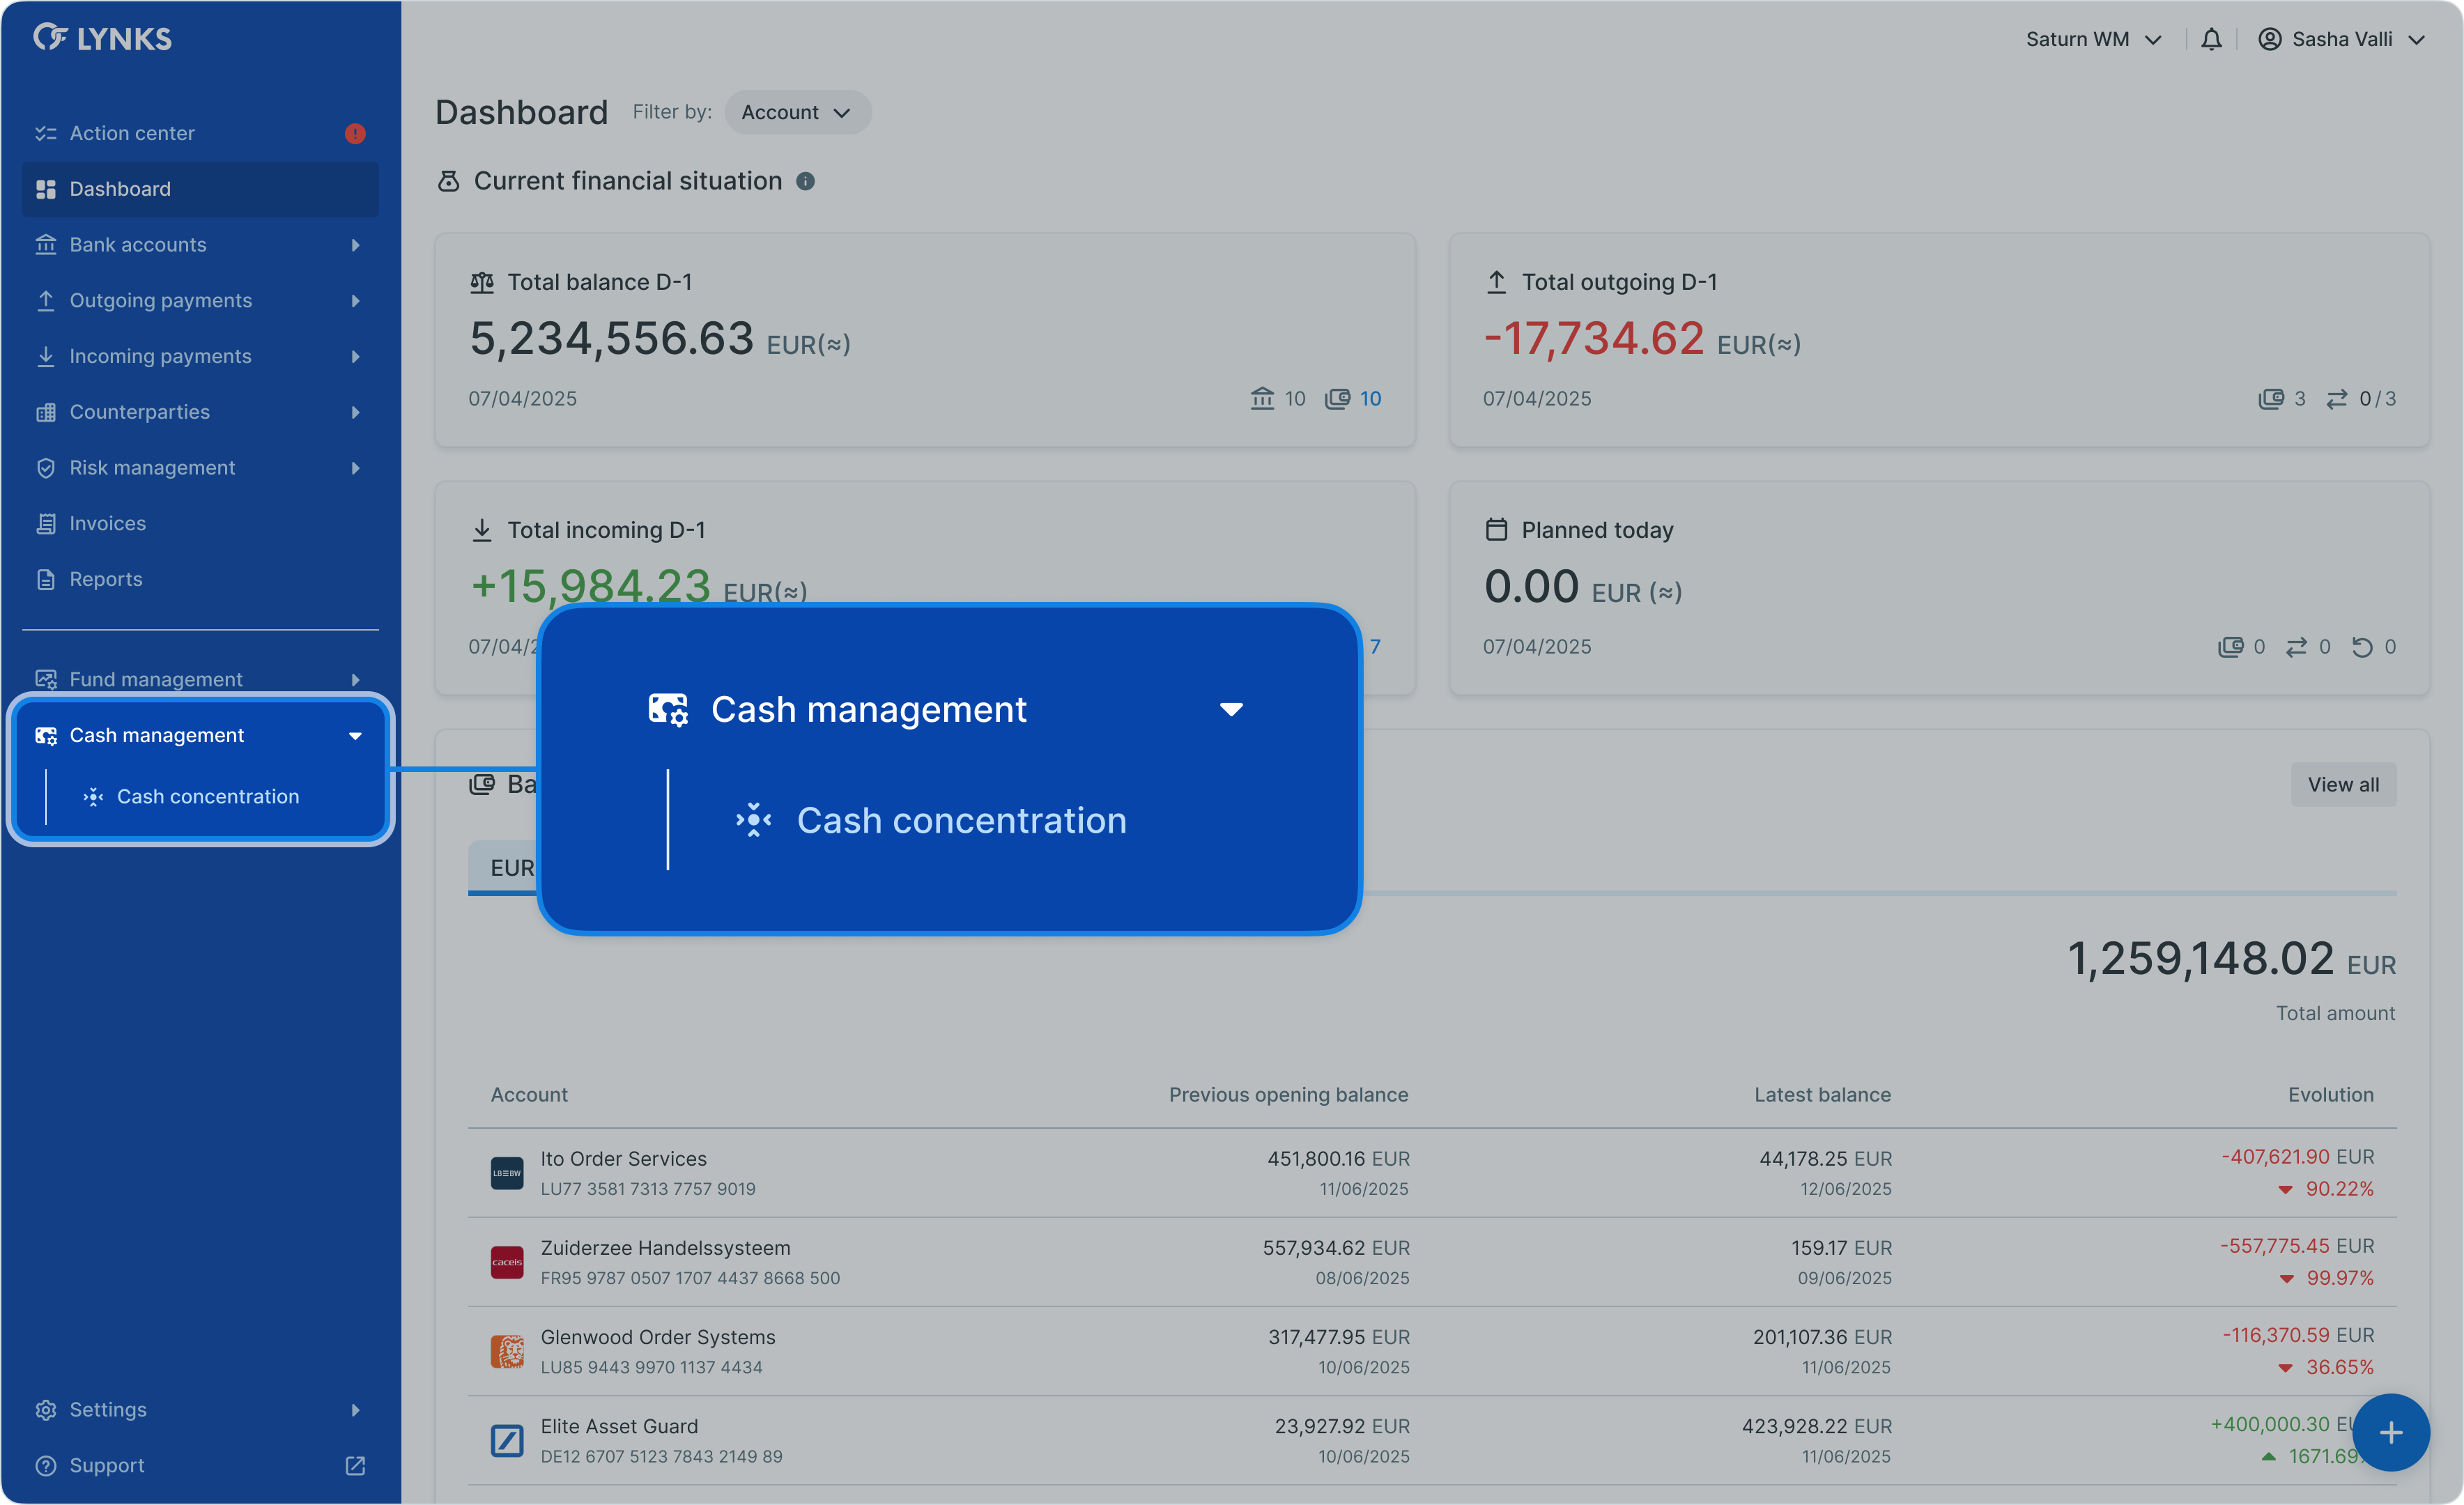 LYNKS
Saturn WM
Sasha Valli
Action center
Dashboard
Bank accounts
Outgoing payments
Incoming payments
Counterparties
Risk management
Invoices
Reports
Fund management
Cash management
Cash concentration
Settings
Support
Dashboard Filter by: Account
Current financial situation
Total balance D-1
5,234,556.63 EUR(≈)
07/04/2025 10 10
Total outgoing D-1
-17,734.62 EUR(≈)
07/04/2025 3 0/3
Total incoming D-1
+15,984.23 EUR(≈)
07/04/2 7
Planned today
0.00 EUR (≈)
07/04/2025 0 0 0
Cash management
Cash concentration
Ba View all
EUR
1,259,148.02 EUR
Total amount
Account Previous opening balance Latest balance Evolution
Ito Order Services 451,800.16 EUR 44,178.25 EUR -407,621.90 EUR
LU77 3581 7313 7757 9019 11/06/2025 12/06/2025 90.22%
LB≡BW
Zuiderzee Handelssysteem 557,934.62 EUR 159.17 EUR -557,775.45 EUR
FR95 9787 0507 1707 4437 8668 500 08/06/2025 09/06/2025 99.97%
caceis
Glenwood Order Systems 317,477.95 EUR 201,107.36 EUR -116,370.59 EUR
LU85 9443 9970 1137 4434 10/06/2025 11/06/2025 36.65%
Elite Asset Guard 23,927.92 EUR 423,928.22 EUR +400,000.30 EU
DE12 6707 5123 7843 2149 89 10/06/2025 11/06/2025 1671.69